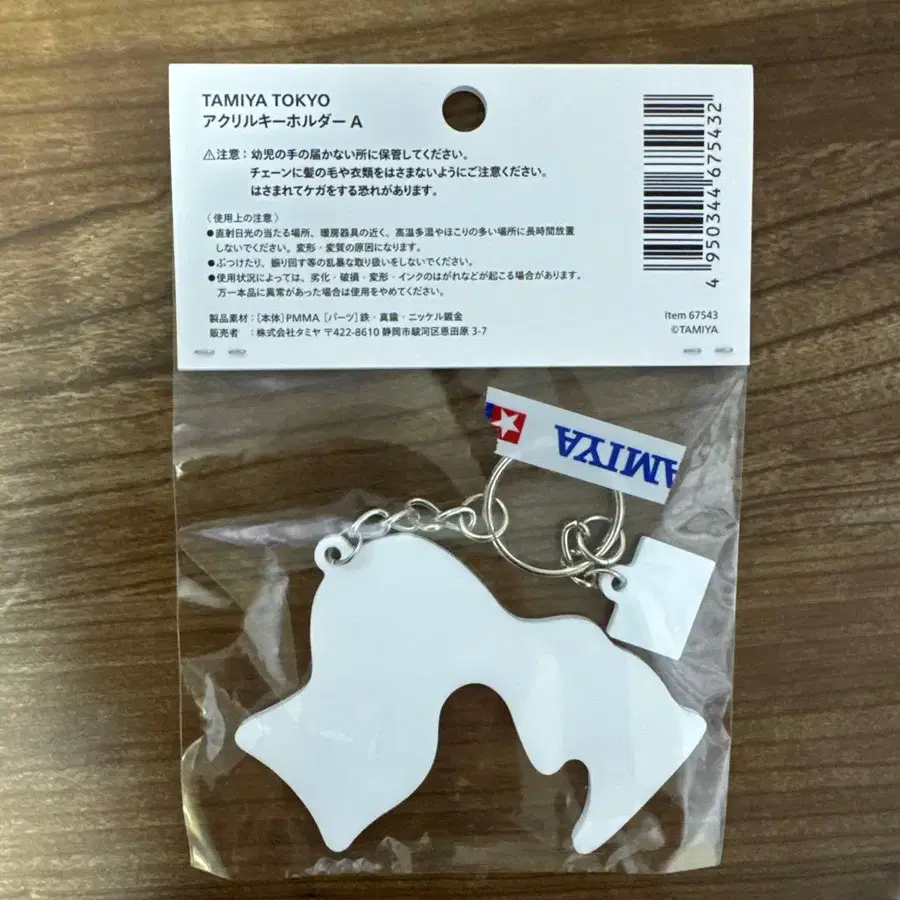 TAMIYA TOKYO
アクリルキーホルダー A
⚠注意：幼児の手の届かない所に保管してください。
チェーンに髪の毛や衣類をはさまないようにご注意ください。
はさまれてケガをする恐れがあります。
〈使用上の注意〉
●直射日光の当たる場所、暖房器具の近く、高温多湿やほこりの多い場所に長時間放置
しないでください。変形・変質の原因になります。
●ぶつけたり、振り回す等の乱暴な取り扱いをしないでください。
●使用状況によっては、劣化・破損・変形・インクのはがれなどが起こる場合があります。
万一本品に異常があった場合は使用をやめてください。
製品素材：［本体］PMMA［パーツ］鉄・真鍮・ニッケル鍍金
販売者　：株式会社タミヤ 〒422-8610 静岡市駿河区恩田原 3-7
4 950344 675432
Item 67543
©TAMIYA
TAMIYA